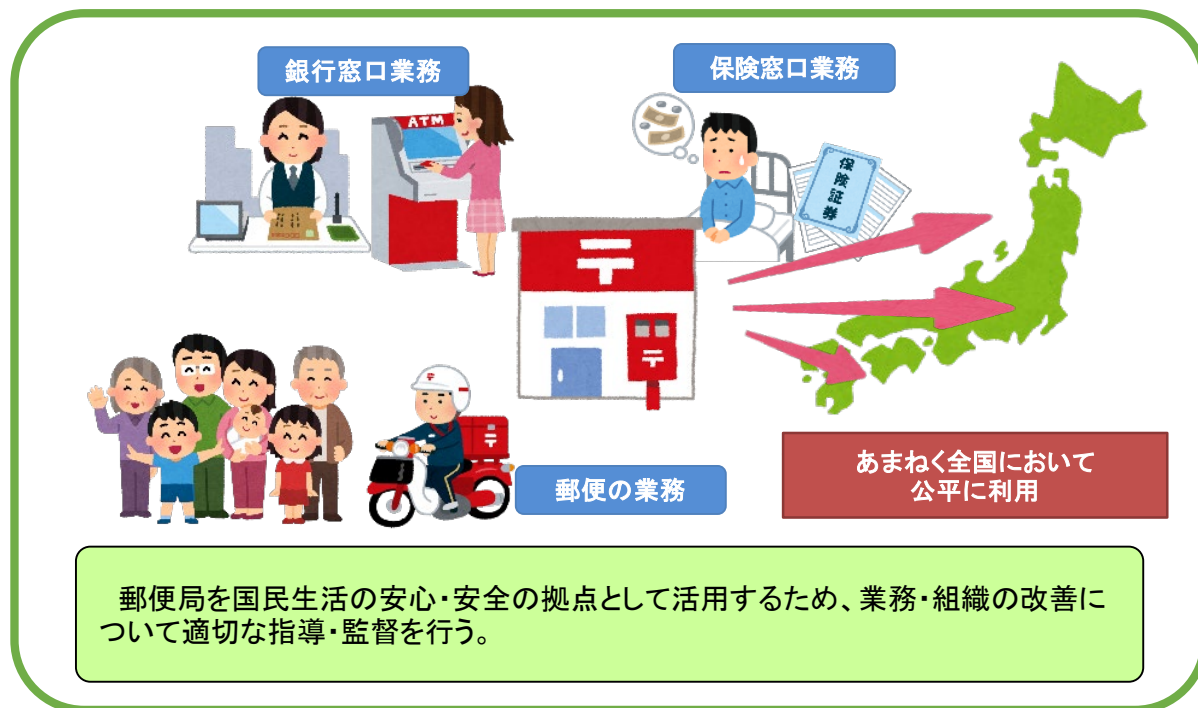 銀行窓口業務
保険窓口業務
ATM
保険証券
郵便の業務
あまねく全国において
公平に利用
郵便局を国民生活の安心・安全の拠点として活用するため、業務・組織の改善に
ついて適切な指導・監督を行う。